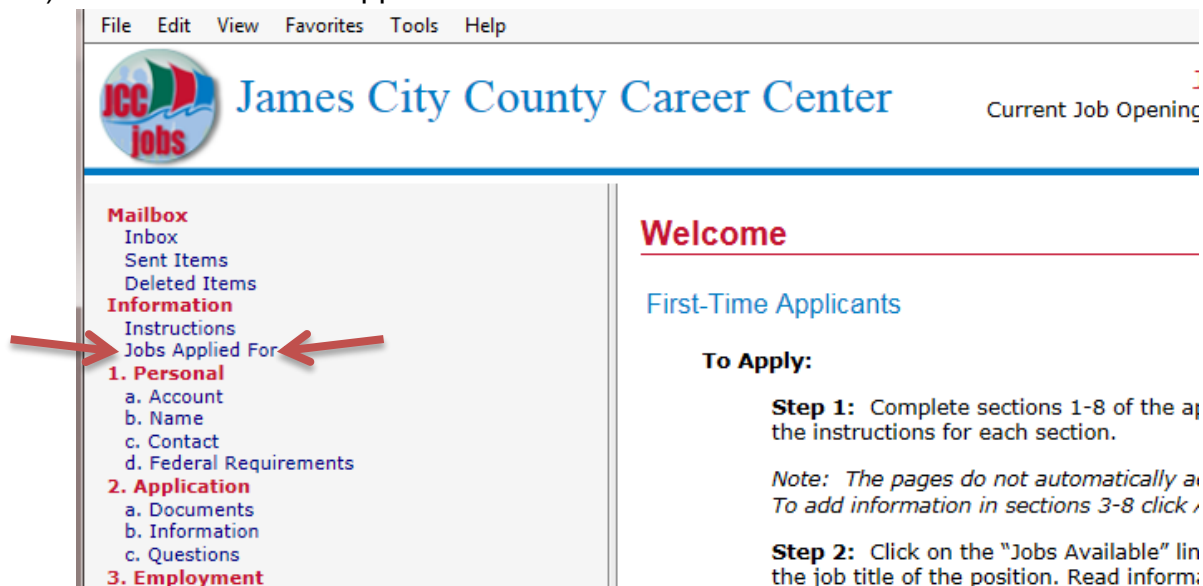 File Edit View Favorites Tools Help
JCC
jobs
James City County Career Center
Current Job Opening
Mailbox
Inbox
Sent Items
Deleted Items
Information
Instructions
Jobs Applied For
1. Personal
a. Account
b. Name
c. Contact
d. Federal Requirements
2. Application
a. Documents
b. Information
c. Questions
3. Employment
Welcome
First-Time Applicants
To Apply:
Step 1: Complete sections 1-8 of the
the instructions for each section.
Note: The pages do not automatically
To add information in sections 3-8 click
Step 2: Click on the "Jobs Available"
the job title of the position. Read